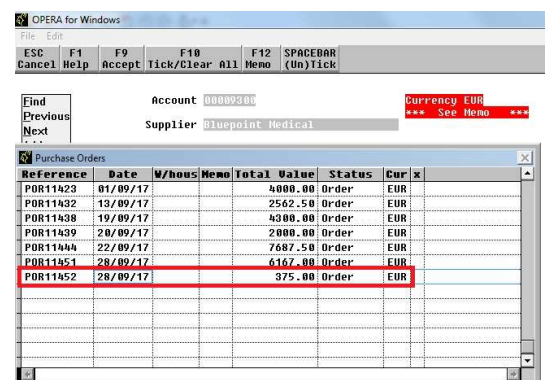 OPERA for Windows
File Edit
ESC F1 F9 F10 F12 SPACEBAR
Cancel Help Accept Tick/Clear All Memo (Un)Tick
Find Account 00009300 Currency EUR
Previous *** See Memo ***
Next Supplier Bluepoint Medical
Purchase Orders
Reference Date W/hous Memo Total Value Status Cur x
POR11423 01/09/17 4000.00 Order EUR
POR11432 13/09/17 2562.50 Order EUR
POR11438 19/09/17 4300.00 Order EUR
POR11439 20/09/17 2000.00 Order EUR
POR11444 22/09/17 7687.50 Order EUR
POR11451 28/09/17 6167.00 Order EUR
POR11452 28/09/17 375.00 Order EUR